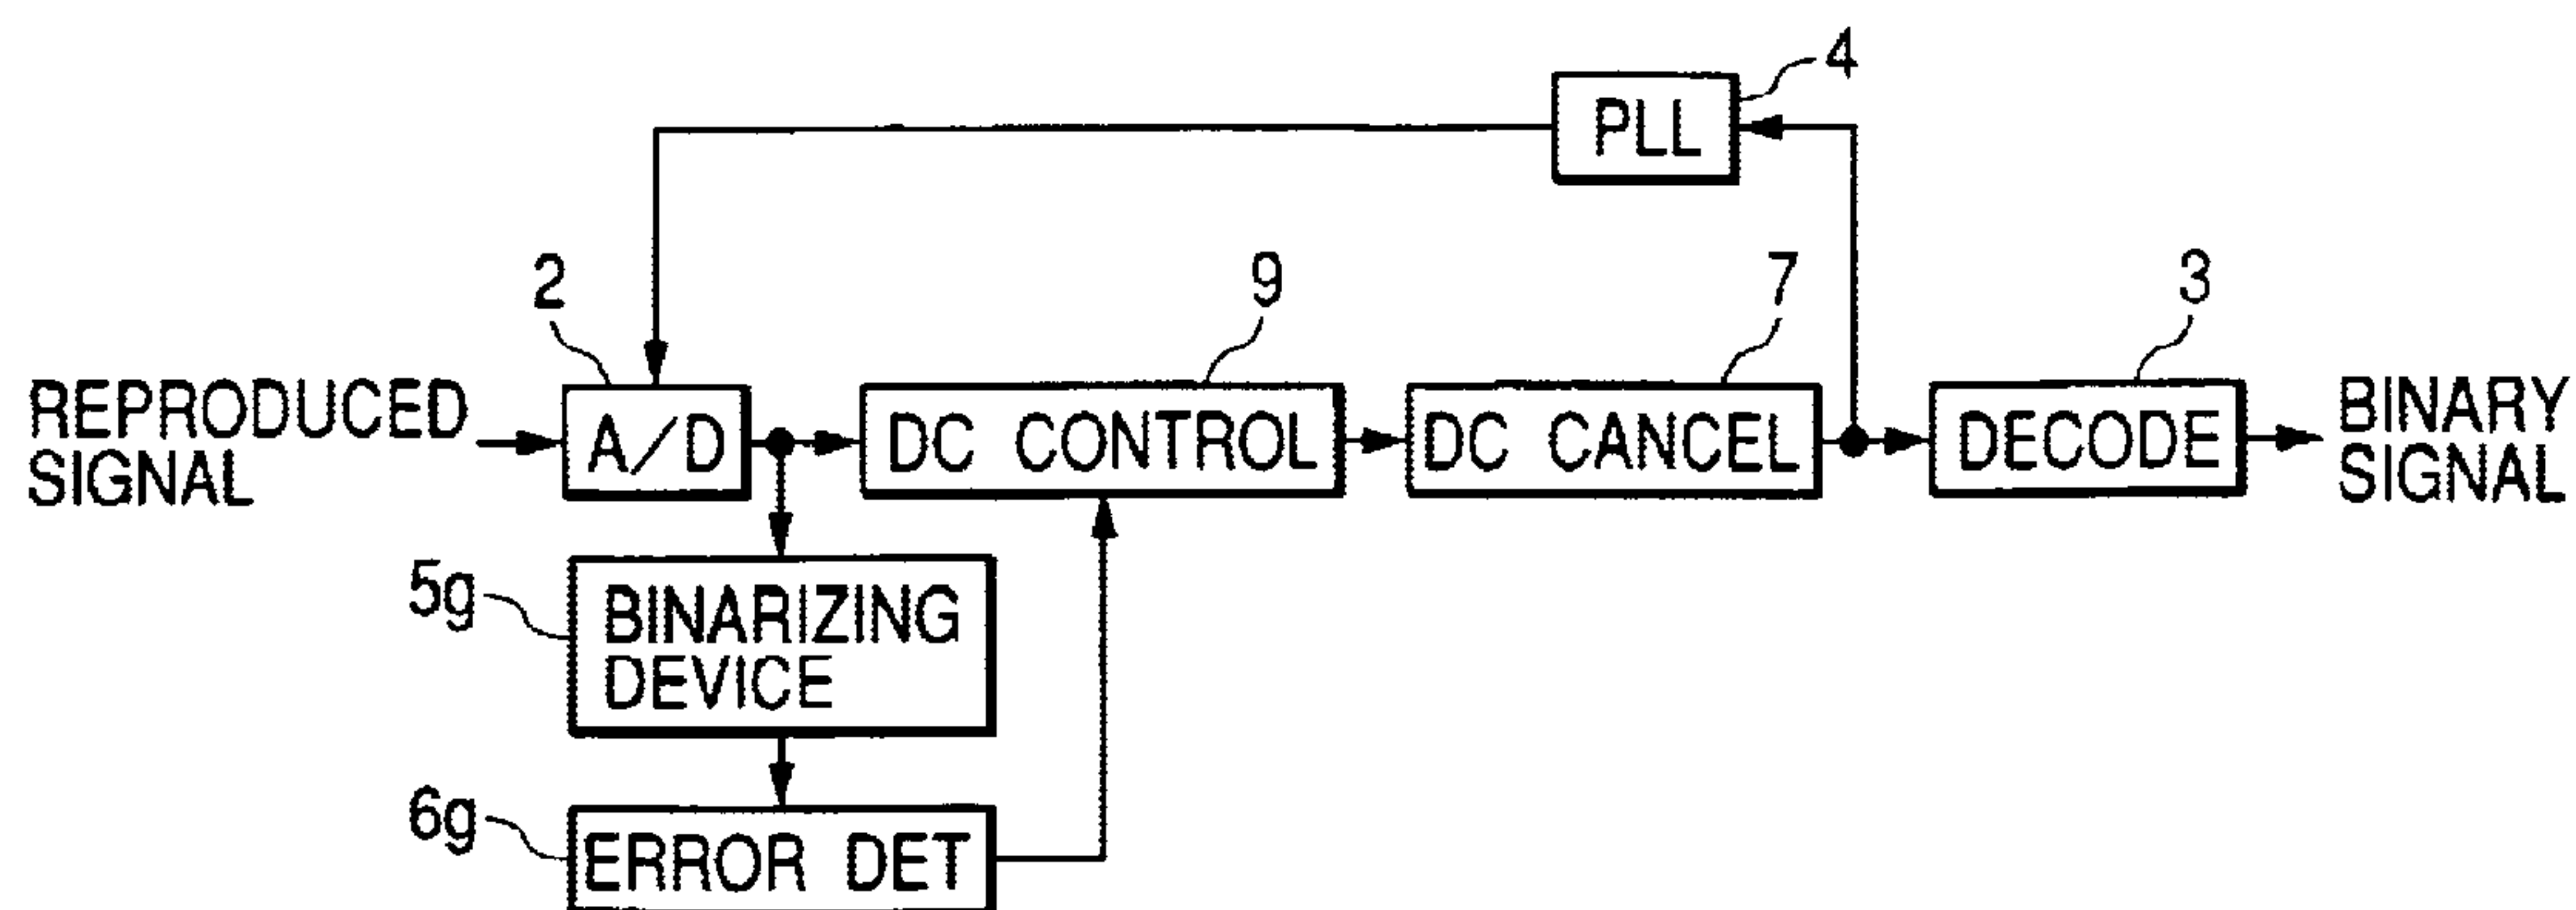 4
PLL
2
9
7
3
REPRODUCED
SIGNAL
A/D
DC CONTROL
DC CANCEL
DECODE
BINARY
SIGNAL
5g
BINARIZING
DEVICE
6g
ERROR DET